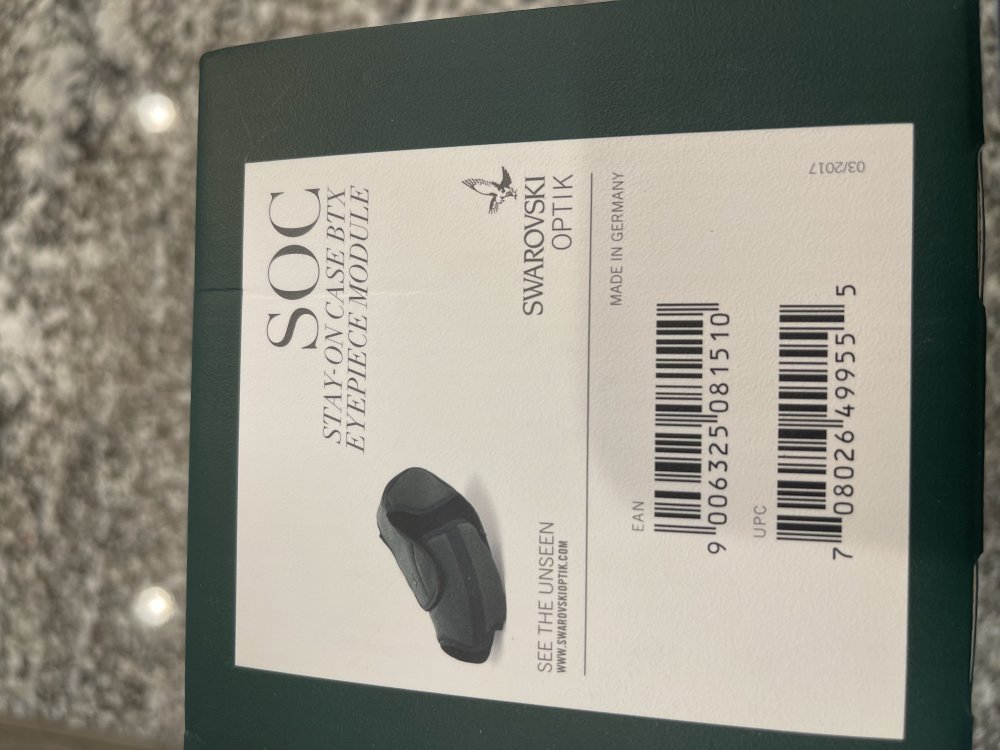 SOC
STAY-ON CASE BTX
EYEPIECE MODULE
SEE THE UNSEEN
WWW.SWAROVSKIOPTIK.COM
SWAROVSKI
OPTIK
MADE IN GERMANY
EAN
9 006325 081510
UPC
7 08026 49955 5
03/2017